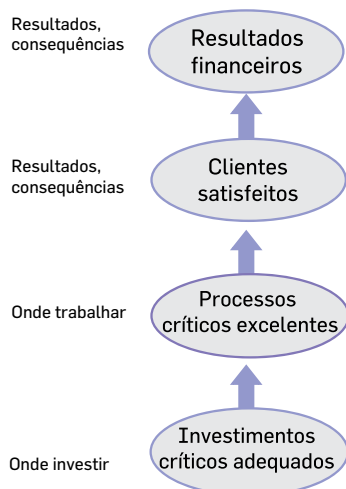 Resultados,
consequências
Resultados
financeiros
Resultados,
consequências
Clientes
satisfeitos
Onde trabalhar
Processos
críticos excelentes
Onde investir
Investimentos
críticos adequados